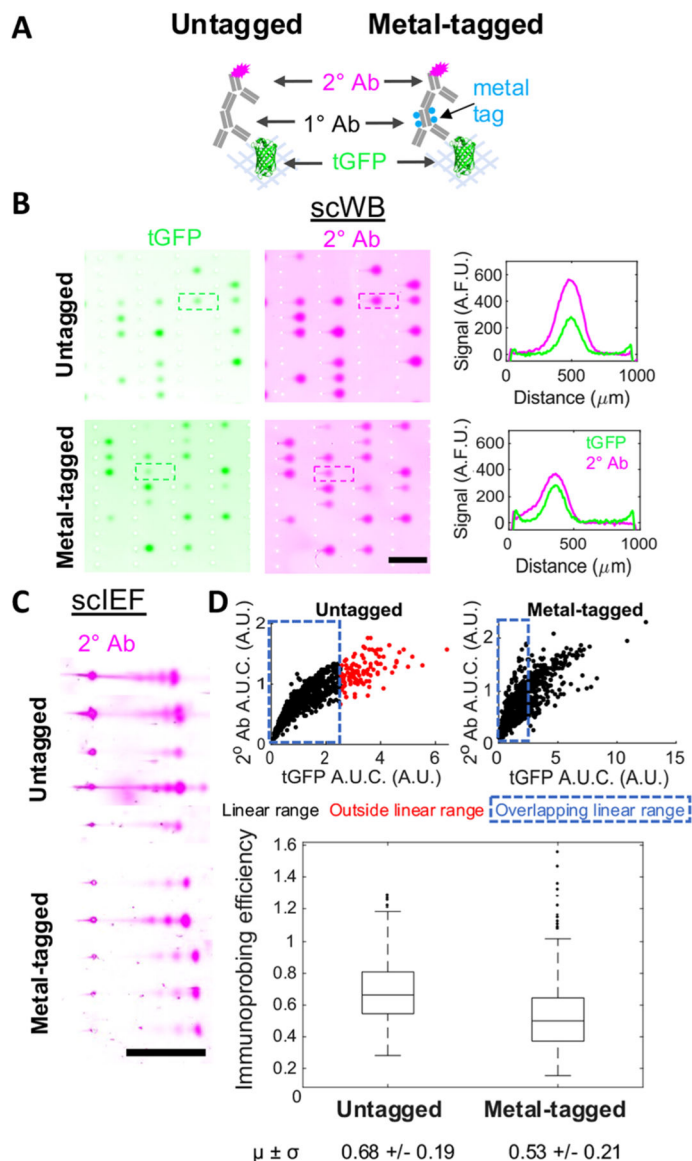 A
Untagged
Metal-tagged
2° Ab
metal
tag
1° Ab
tGFP
B
scWB
tGFP
2° Ab
Untagged
Signal (A.F.U.)
600
400
200
0
0
500
1000
Distance (μm)
Metal-tagged
Signal (A.F.U.)
600
400
200
0
tGFP
2° Ab
0
500
1000
Distance (μm)
C
scIEF
2° Ab
Untagged
Metal-tagged
D
Untagged
2° Ab A.U.C. (A.U.)
2
1
0
0
2
4
6
tGFP A.U.C. (A.U.)
Metal-tagged
2° Ab A.U.C. (A.U.)
2
1
0
0
5
10
15
tGFP A.U.C. (A.U.)
Linear range
Outside linear range
Overlapping linear range
Immunoprobing efficiency
1.6
1.4
1.2
1
0.8
0.6
0.4
0.2
0
Untagged
Metal-tagged
μ ± σ
0.68 +/- 0.19
0.53 +/- 0.21